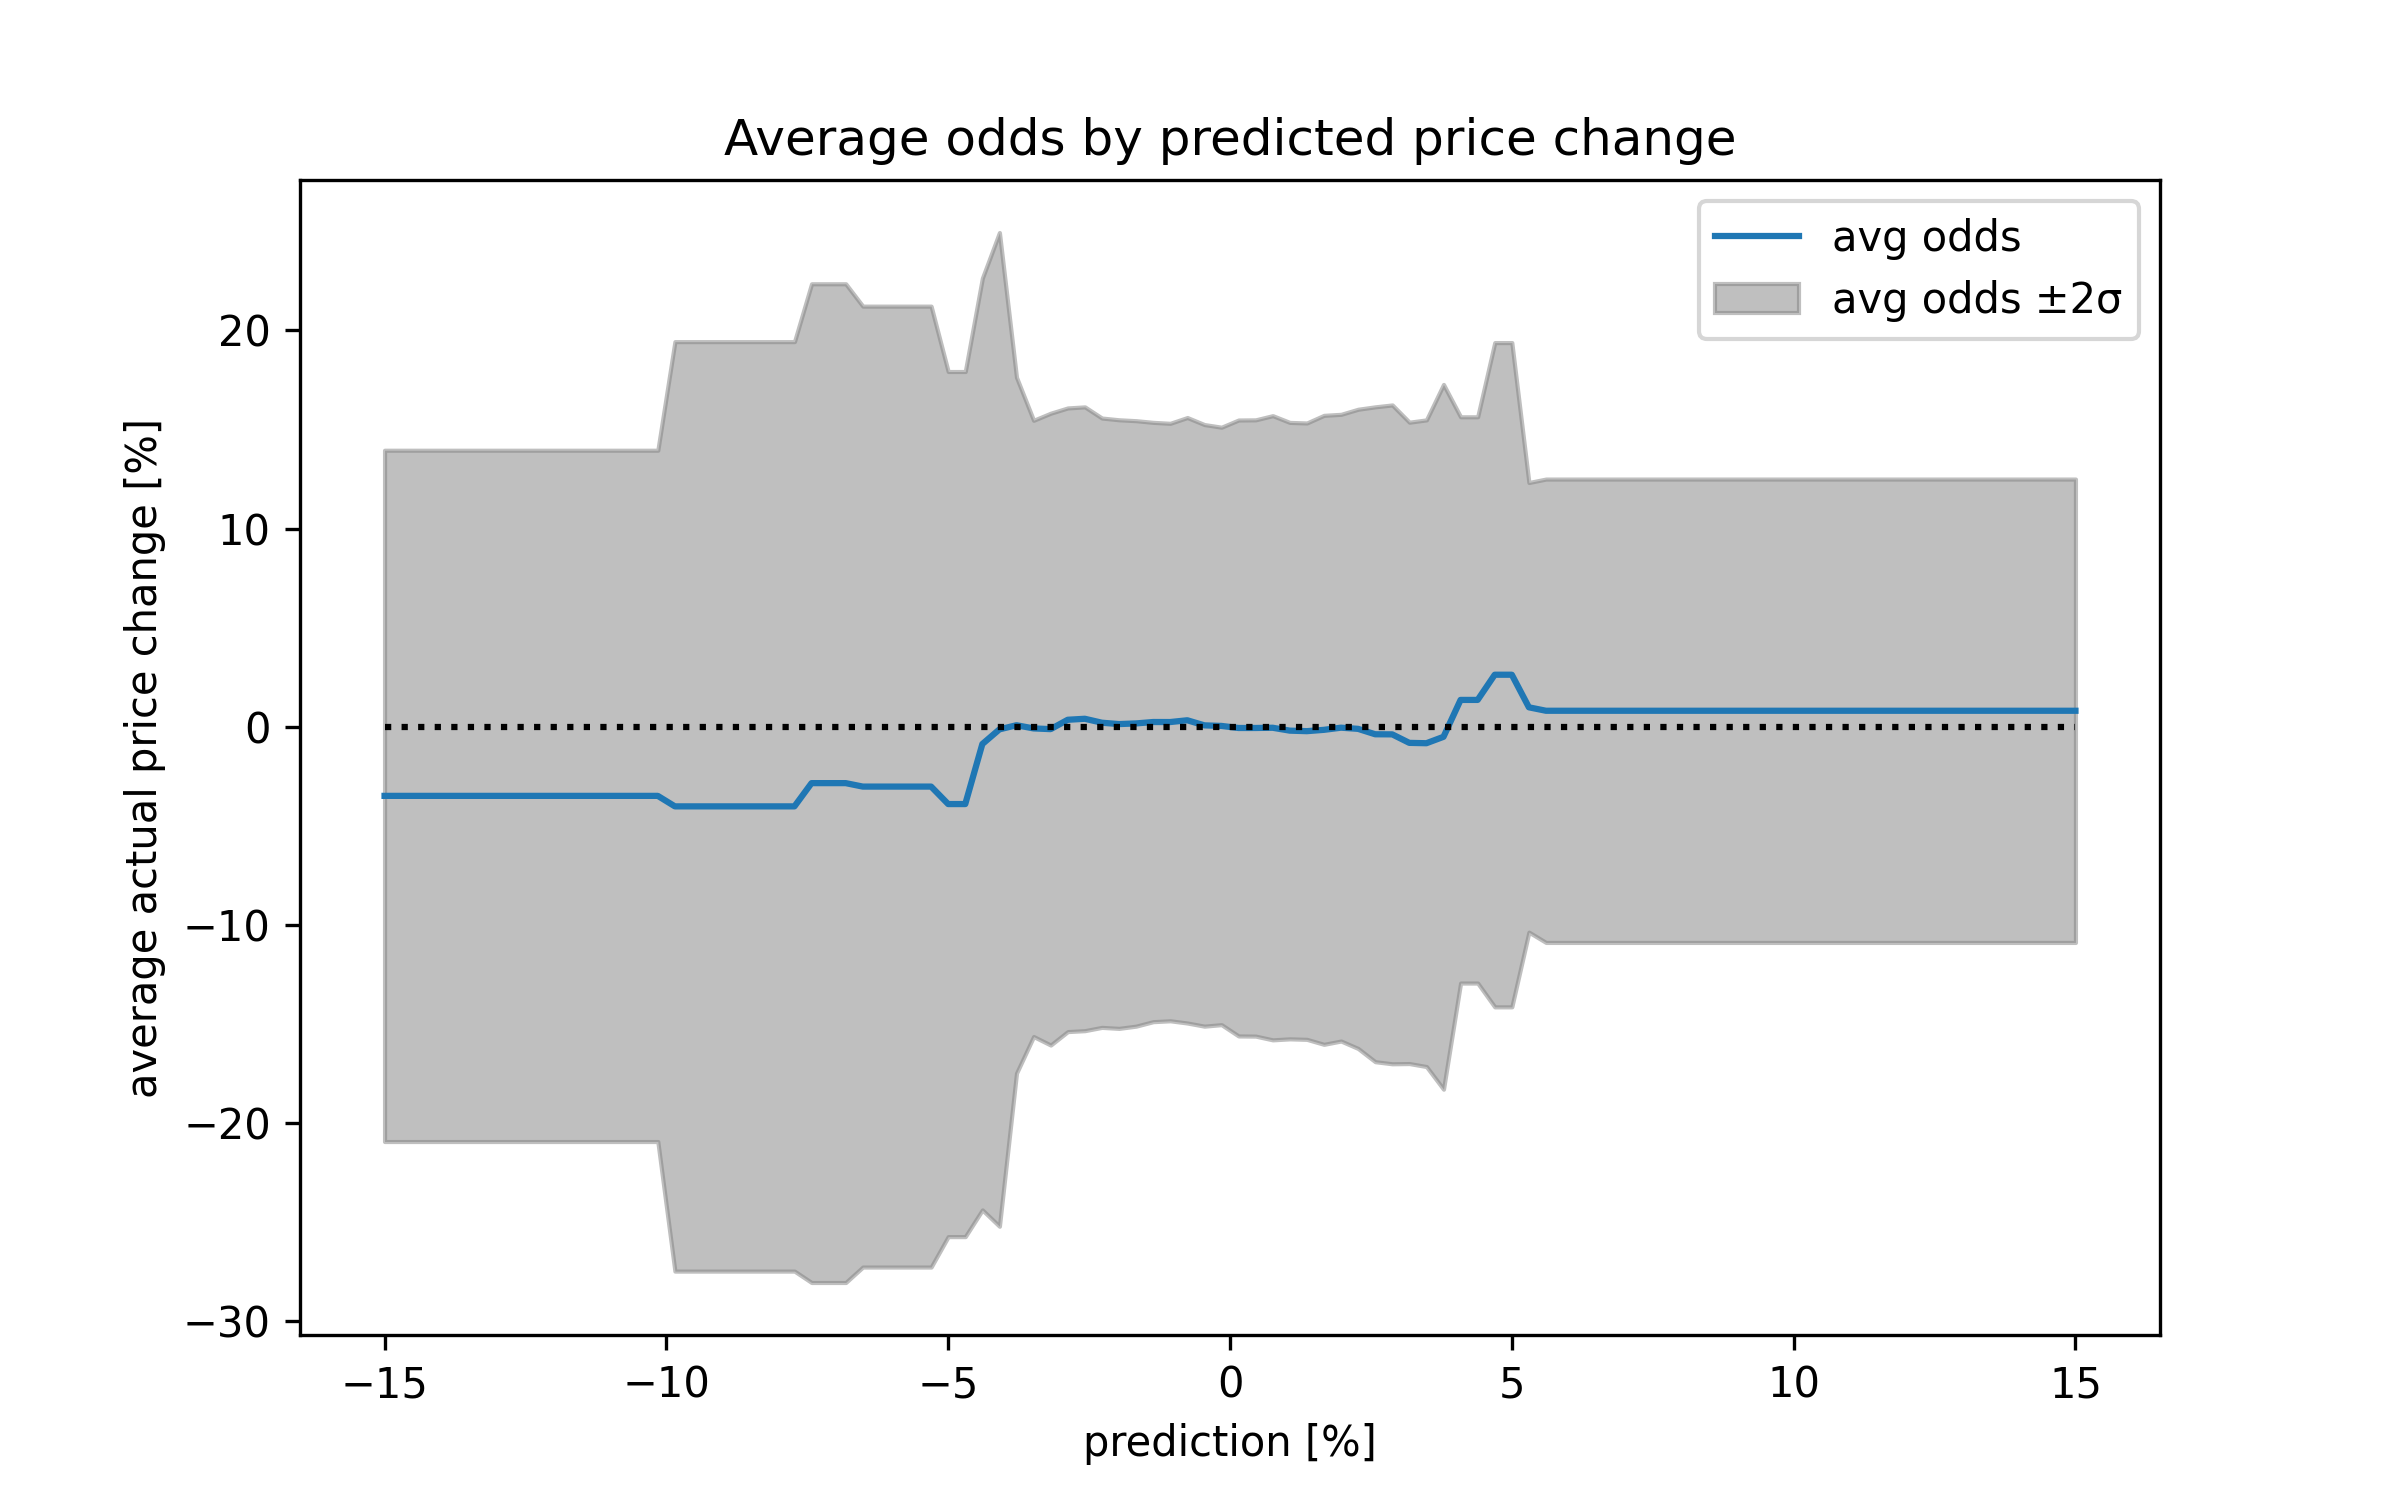 Average odds by predicted price change
avg odds
avg odds ±2σ
average actual price change [%]
20
10
0
−10
−20
−30
−15
−10
−5
0
5
10
15
prediction [%]